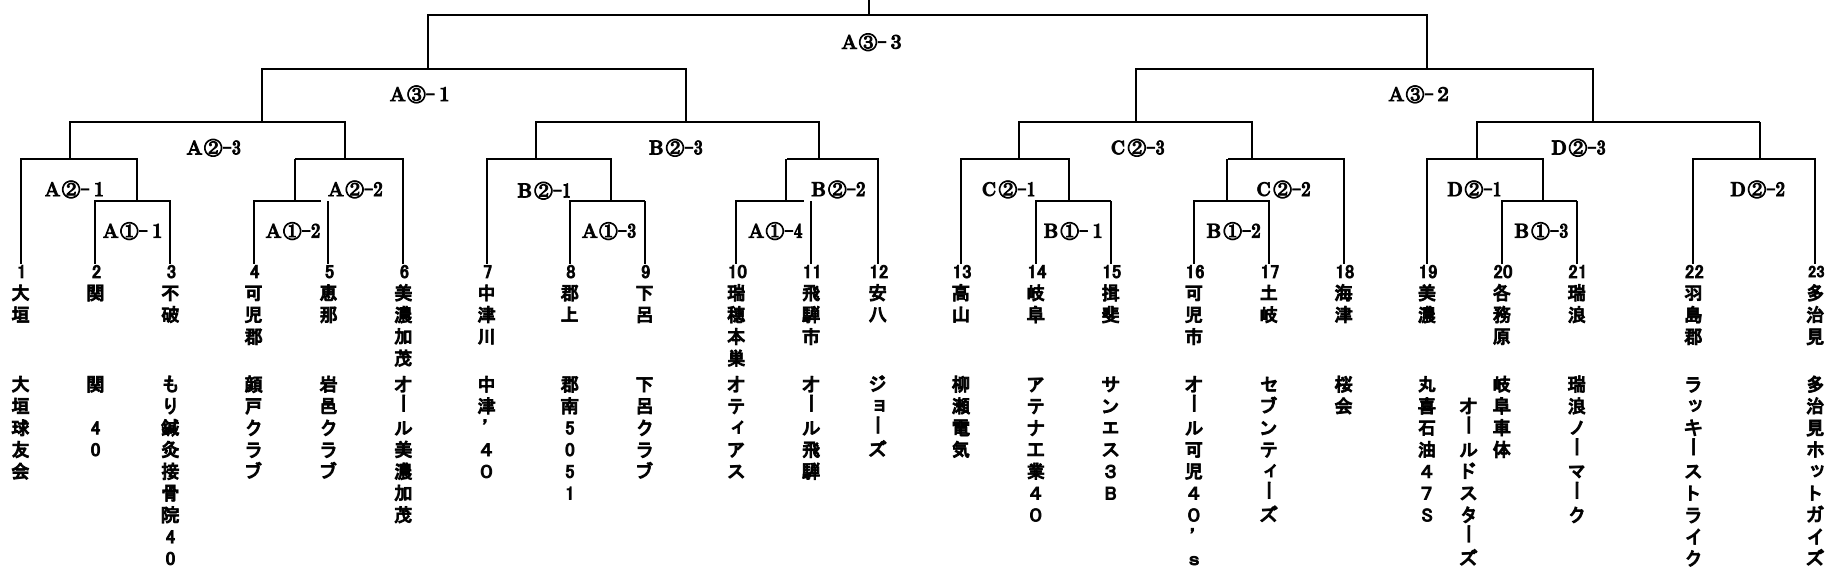 A③-3
A③-1
A③-2
A②-3
B②-3
C②-3
D②-3
A②-1
A②-2
B②-1
B②-2
C②-1
C②-2
D②-1
D②-2
A①-1
A①-2
A①-3
A①-4
B①-1
B①-2
B①-3
1
大垣
大垣球友会
2
関
関 40
3
不破
もり鍼灸接骨院40
4
可児郡
顔戸クラブ
5
恵那
岩邑クラブ
6
美濃加茂
オール美濃加茂
7
中津川
中津’40
8
郡上
郡南5051
9
下呂
下呂クラブ
10
瑞穂本巣
オティアス
11
飛騨市
オール飛騨
12
安八
ジョーズ
13
高山
柳瀬電気
14
岐阜
アテナ工業40
15
揖斐
サンエス3B
16
可児市
オール可児40’s
17
土岐
セブンティーズ
18
海津
桜会
19
美濃
丸喜石油47S
20
各務原
岐阜車体
オールドスターズ
21
瑞浪
瑞浪ノーマーク
22
羽島郡
ラッキーストライク
23
多治見
多治見ホットガイズ